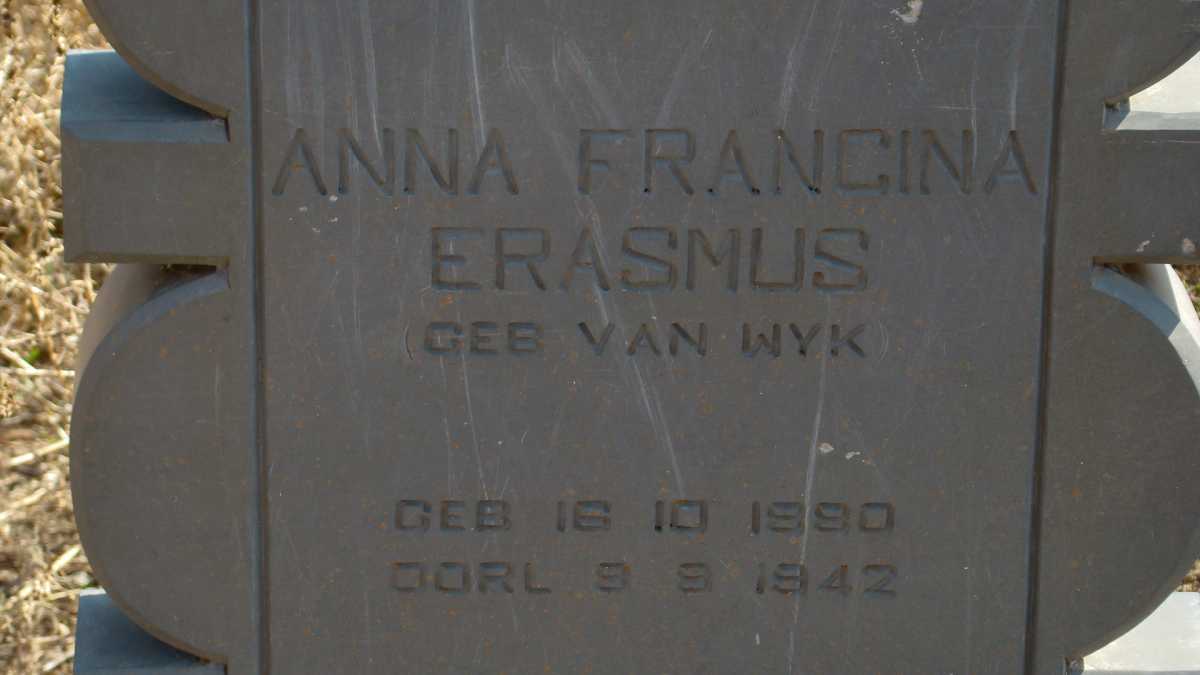 ANNA FRANCINA
ERASMUS
(GEB VAN WYK)
GEB 16 10 1890
OORL 9 9 1942